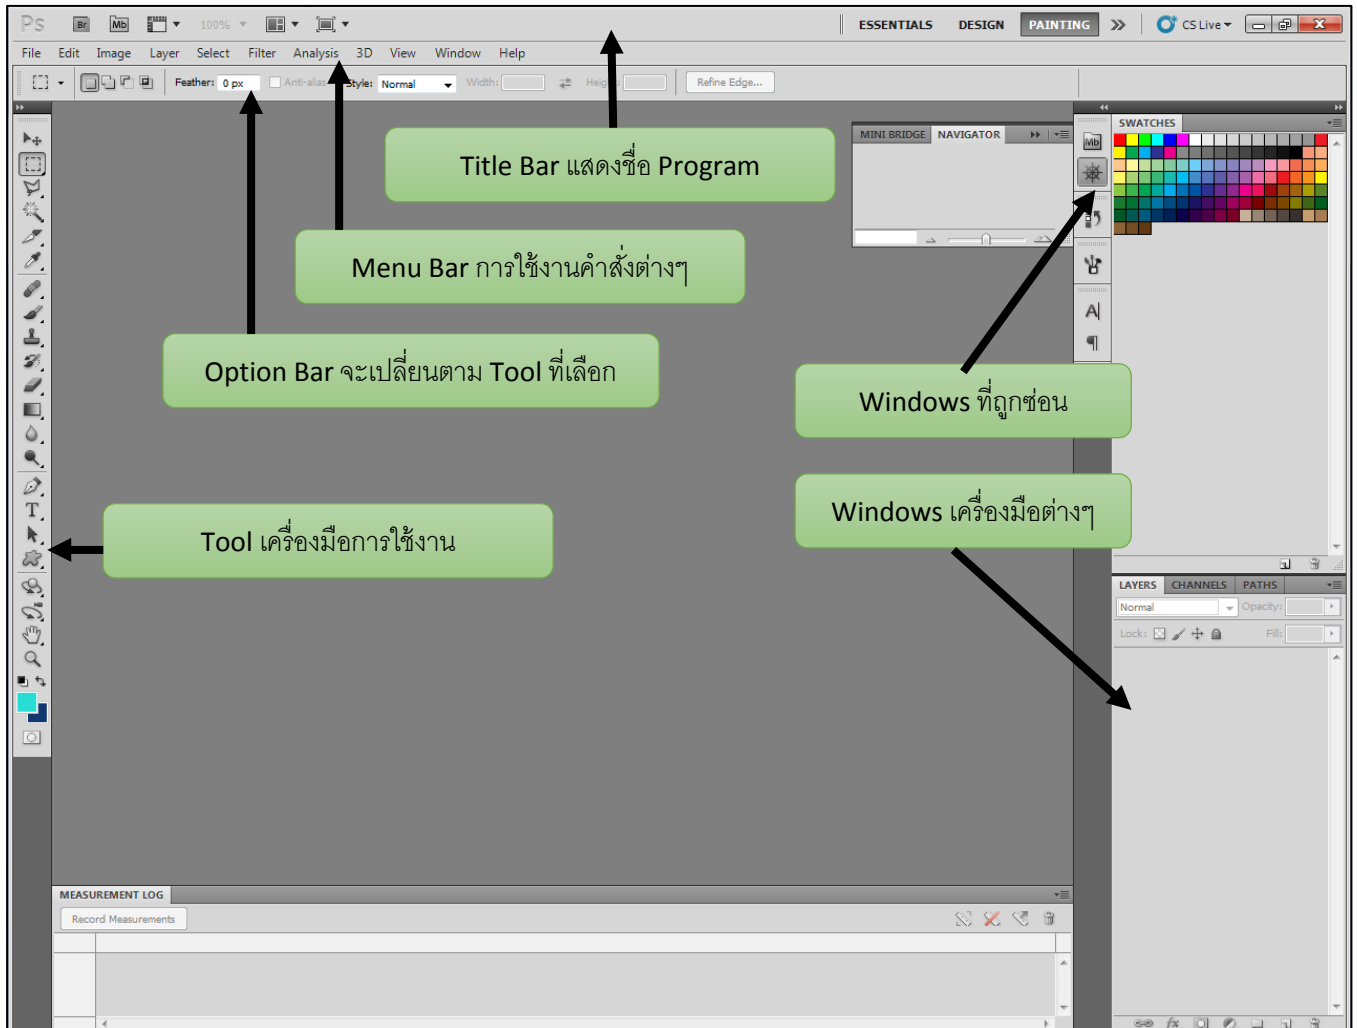 Ps Br Mb 100% ESSENTIALS DESIGN PAINTING CS Live
File Edit Image Layer Select Filter Analysis 3D View Window Help
Feather: 0 px Anti-alias Style: Normal Width: Refine Edge...
SWATCHES
MINI BRIDGE NAVIGATOR
Mb
Title Bar แสดงชื่อ Program
Menu Bar การใช้งานคำสั่งต่างๆ
Option Bar จะเปลี่ยนตาม Tool ที่เลือก
Windows ที่ถูกซ่อน
Windows เครื่องมือต่างๆ
Tool เครื่องมือการใช้งาน
LAYERS CHANNELS PATHS
Normal Opacity:
Lock: Fill:
MEASUREMENT LOG
Record Measurements